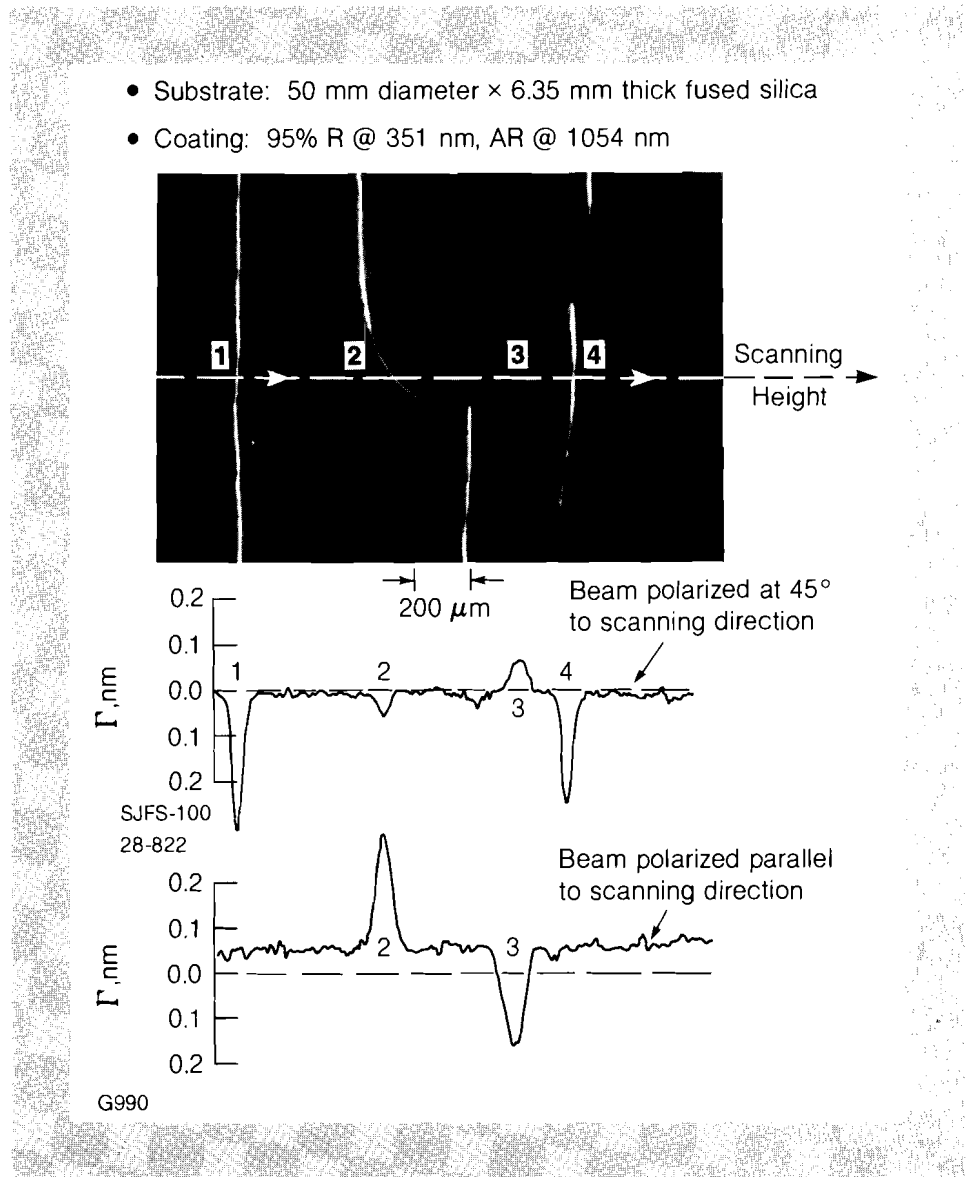 • Substrate: 50 mm diameter × 6.35 mm thick fused silica
• Coating: 95% R @ 351 nm, AR @ 1054 nm
1
2
3
4
Scanning
Height
200 μm
Beam polarized at 45°
to scanning direction
0.2
0.1
0.0
0.1
0.2
Γ,nm
1
2
3
4
SJFS-100
28-822
Beam polarized parallel
to scanning direction
0.2
0.1
0.0
0.1
0.2
Γ,nm
2
3
G990